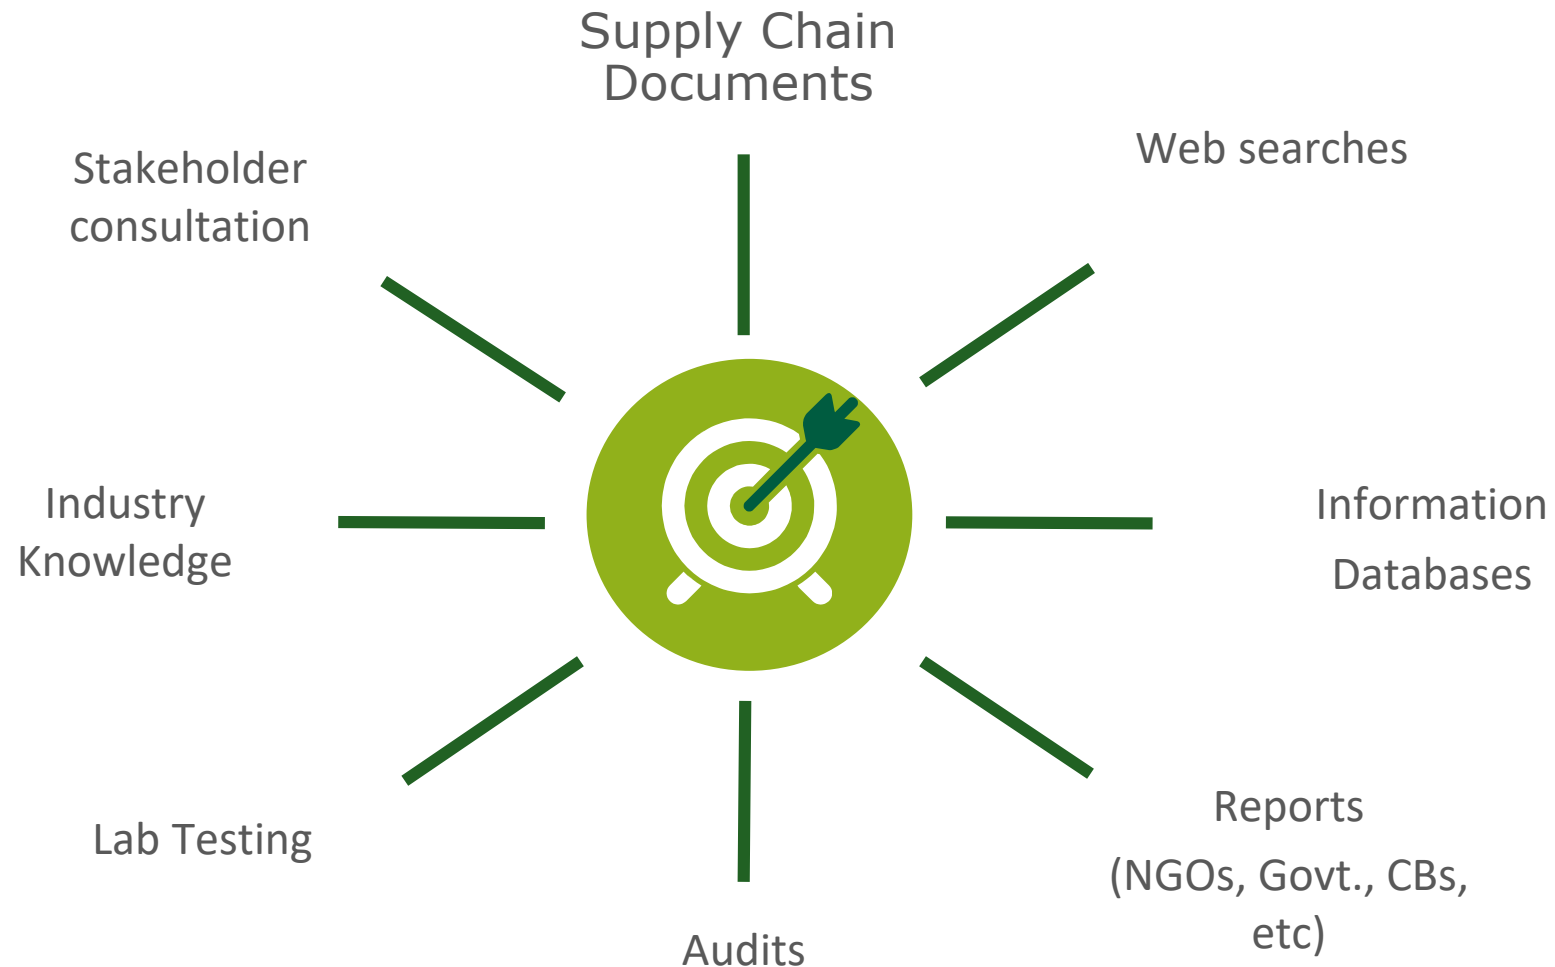 Supply Chain
Documents
Web searches
Stakeholder
consultation
Industry
Knowledge
Information
Databases
Lab Testing
Reports
(NGOs, Govt., CBs,
etc)
Audits